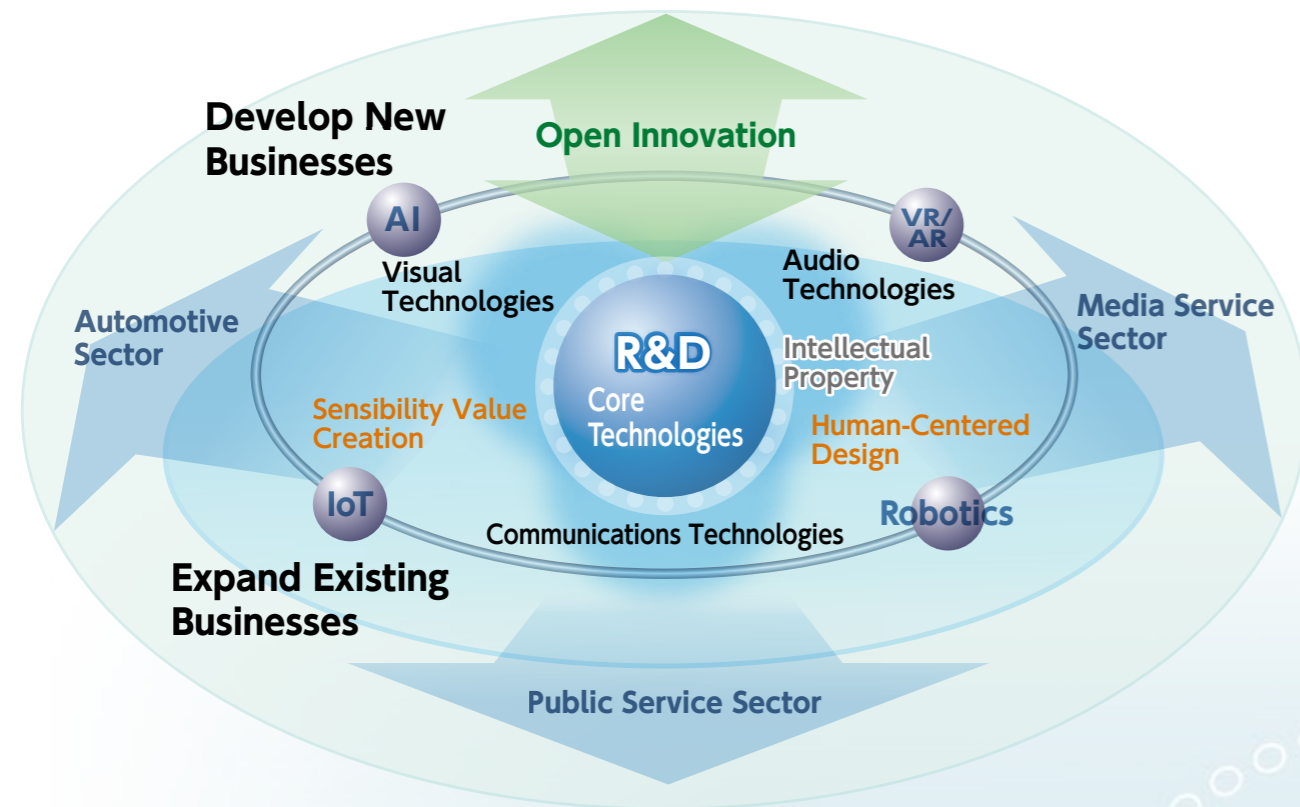 Develop New
Businesses
Open Innovation
AI
VR/
AR
Visual
Technologies
Audio
Technologies
Automotive
Sector
Media Service
Sector
R&D
Core
Technologies
Intellectual
Property
Sensibility Value
Creation
Human-Centered
Design
IoT
Robotics
Communications Technologies
Expand Existing
Businesses
Public Service Sector